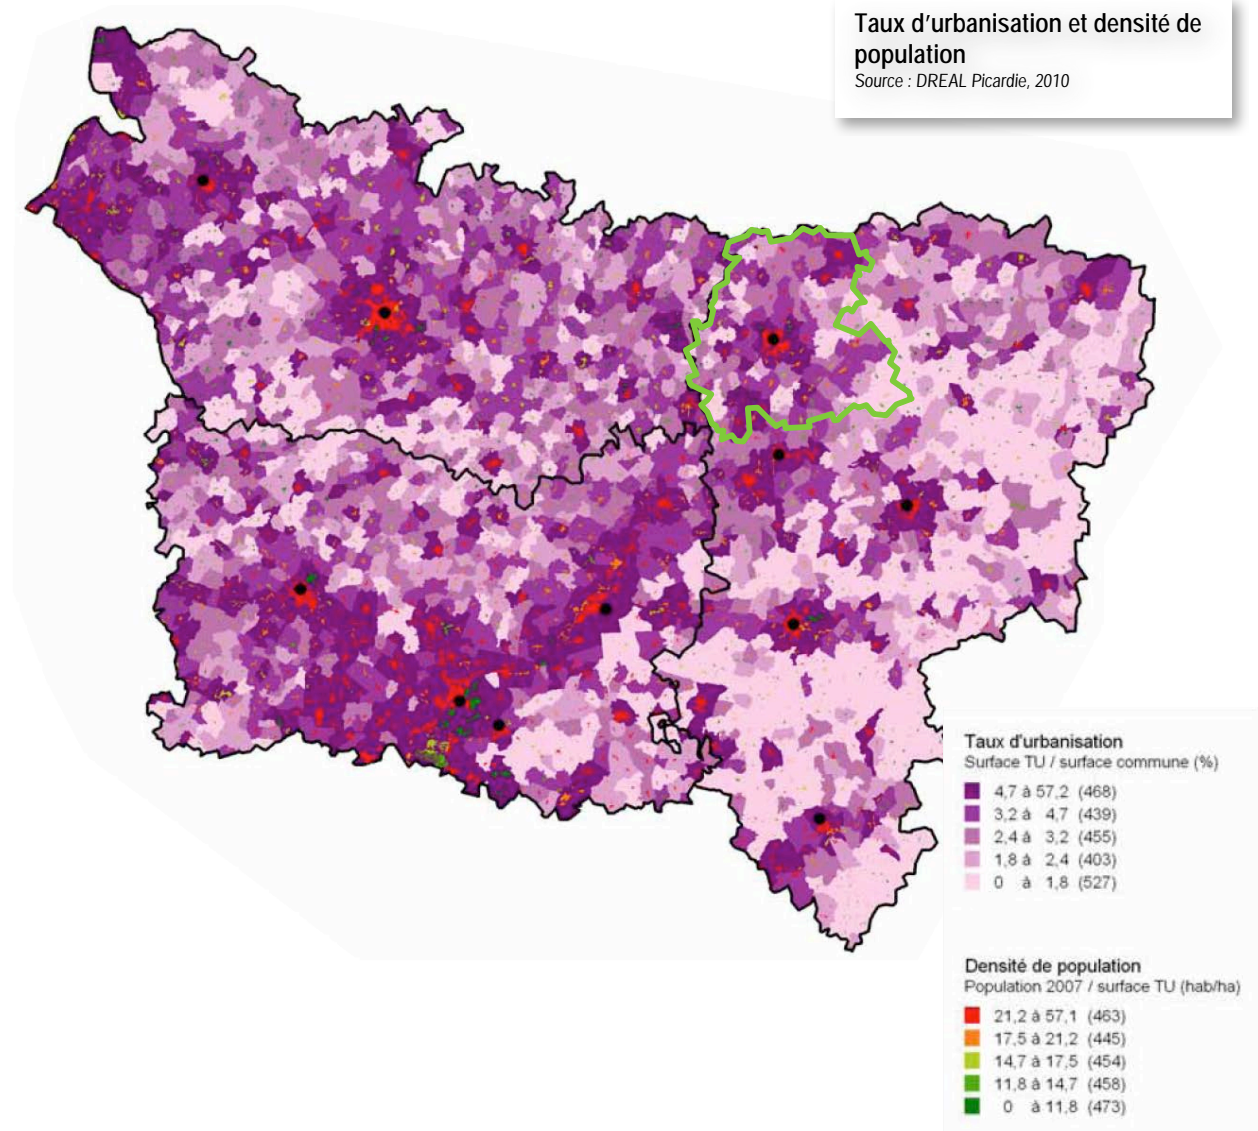 Taux d'urbanisation et densité de
population
Source : DREAL Picardie, 2010
Taux d'urbanisation
Surface TU / surface commune (%)
4,7 à 57,2 (468)
3,2 à 4,7 (439)
2,4 à 3,2 (455)
1,8 à 2,4 (403)
0 à 1,8 (527)
Densité de population
Population 2007 / surface TU (hab/ha)
21,2 à 57,1 (463)
17,5 à 21,2 (445)
14,7 à 17,5 (454)
11,8 à 14,7 (458)
0 à 11,8 (473)